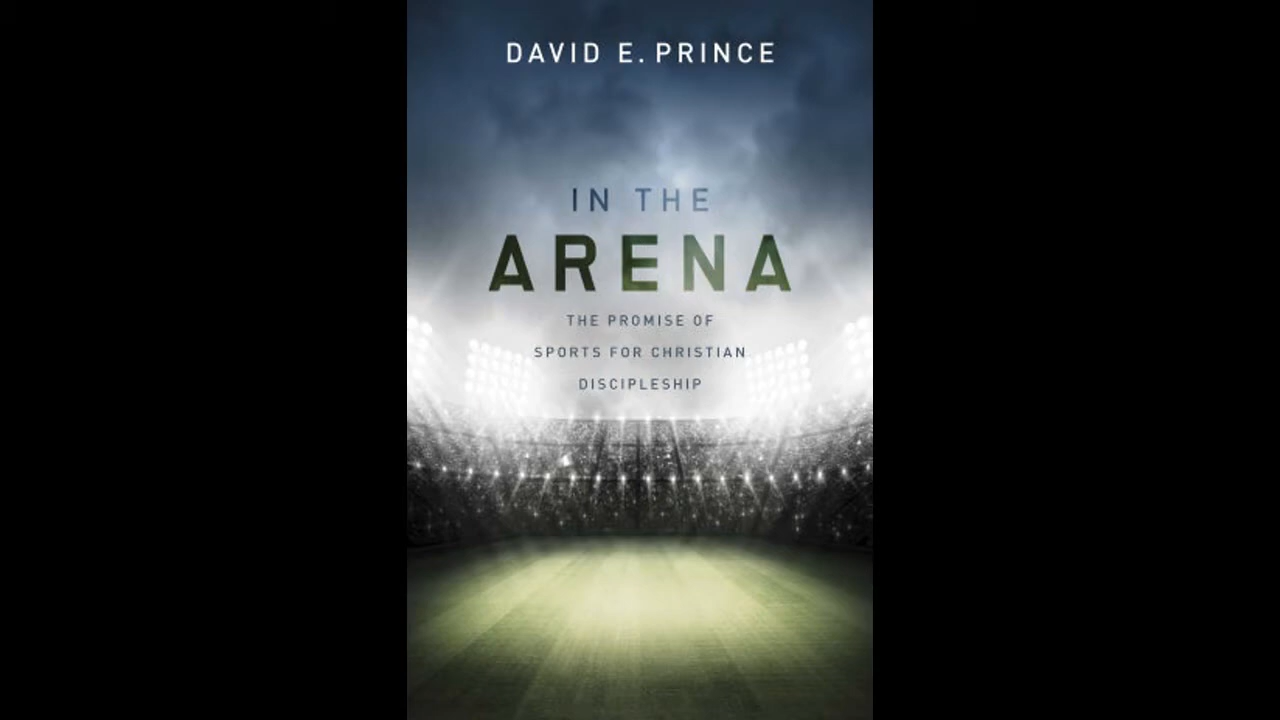 DAVID E. PRINCE
IN THE
ARENA
THE PROMISE OF
SPORTS FOR CHRISTIAN
DISCIPLESHIP